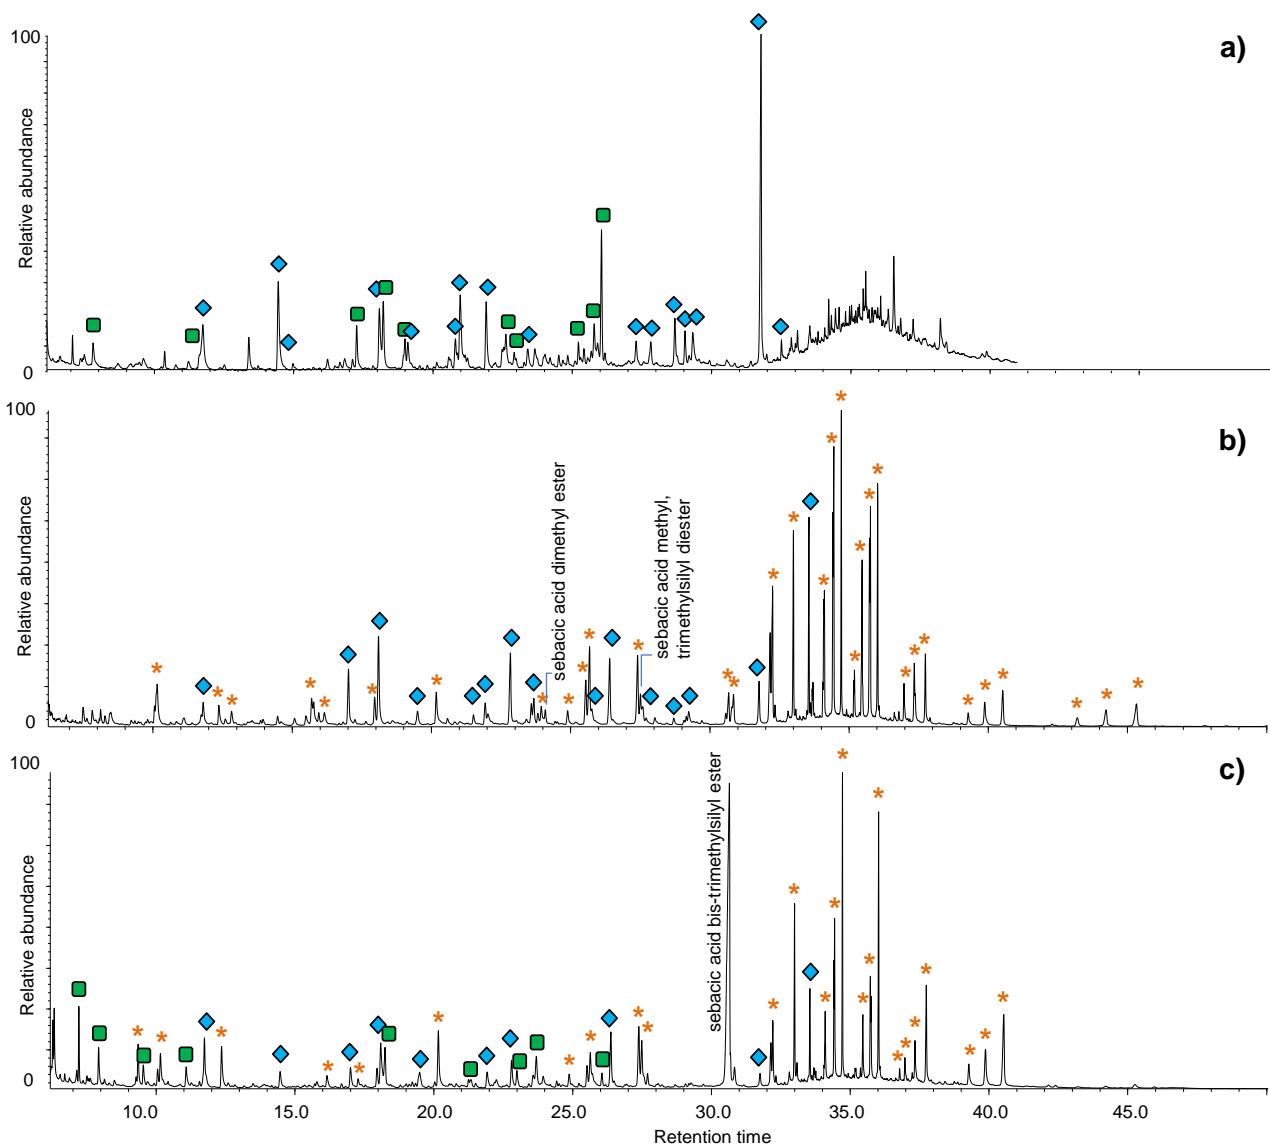 100
a)
Relative abundance
0
100
b)
Relative abundance
sebacic acid dimethyl ester
sebacic acid methyl,
trimethylsilyl diester
0
100
c)
Relative abundance
sebacic acid bis-trimethylsilyl ester
0
10.0 15.0 20.0 25.0 30.0 35.0 40.0 45.0
Retention time